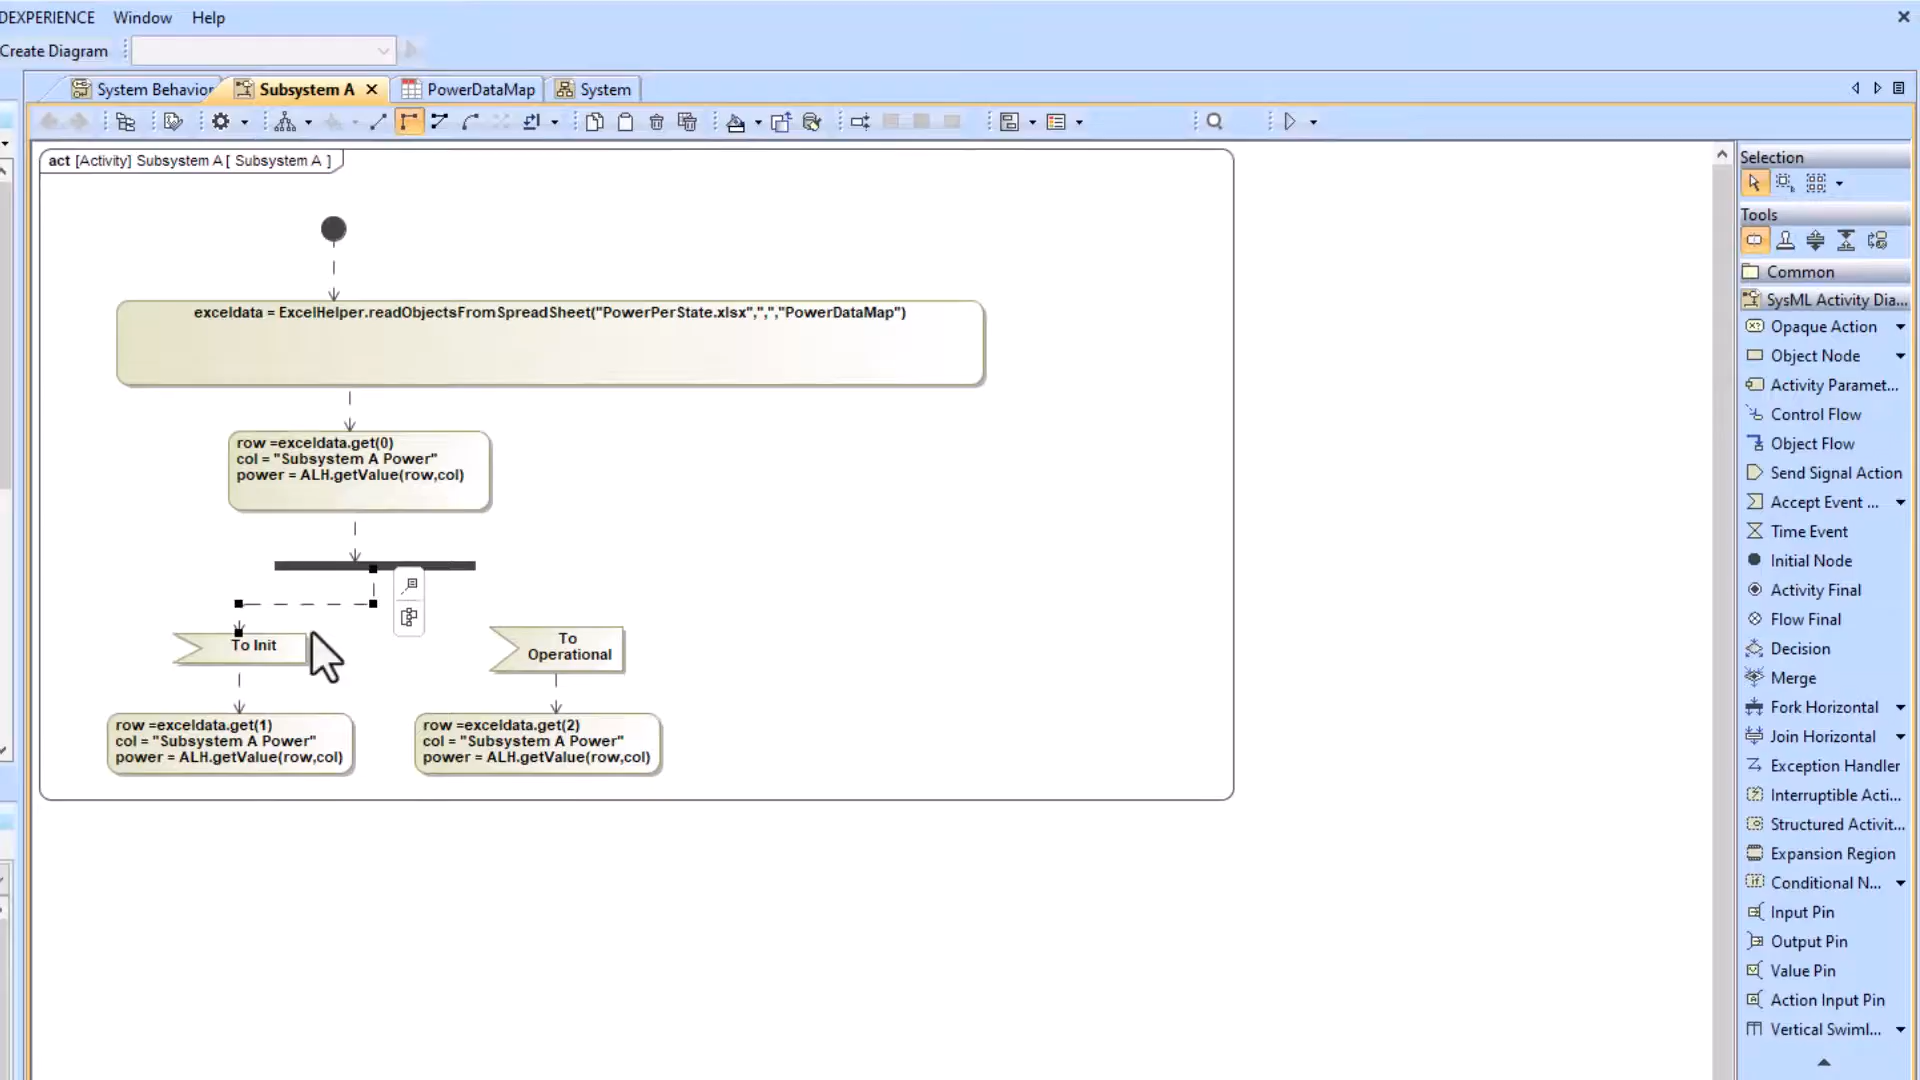 DEXPERIENCE Window Help
Create Diagram
System Behavior Subsystem A PowerDataMap System
act [Activity] Subsystem A [ Subsystem A ]
exceldata = ExcelHelper.readObjectsFromSpreadSheet("PowerPerState.xlsx",",","PowerDataMap")
row =exceldata.get(0)
col = "Subsystem A Power"
power = ALH.getValue(row,col)
To Init
To
Operational
row =exceldata.get(1)
col = "Subsystem A Power"
power = ALH.getValue(row,col)
row =exceldata.get(2)
col = "Subsystem A Power"
power = ALH.getValue(row,col)
Selection
Tools
Common
SysML Activity Dia...
Opaque Action
Object Node
Activity Paramet...
Control Flow
Object Flow
Send Signal Action
Accept Event ...
Time Event
Initial Node
Activity Final
Flow Final
Decision
Merge
Fork Horizontal
Join Horizontal
Exception Handler
Interruptible Acti...
Structured Activit...
Expansion Region
Conditional N...
Input Pin
Output Pin
Value Pin
Action Input Pin
Vertical Swiml...